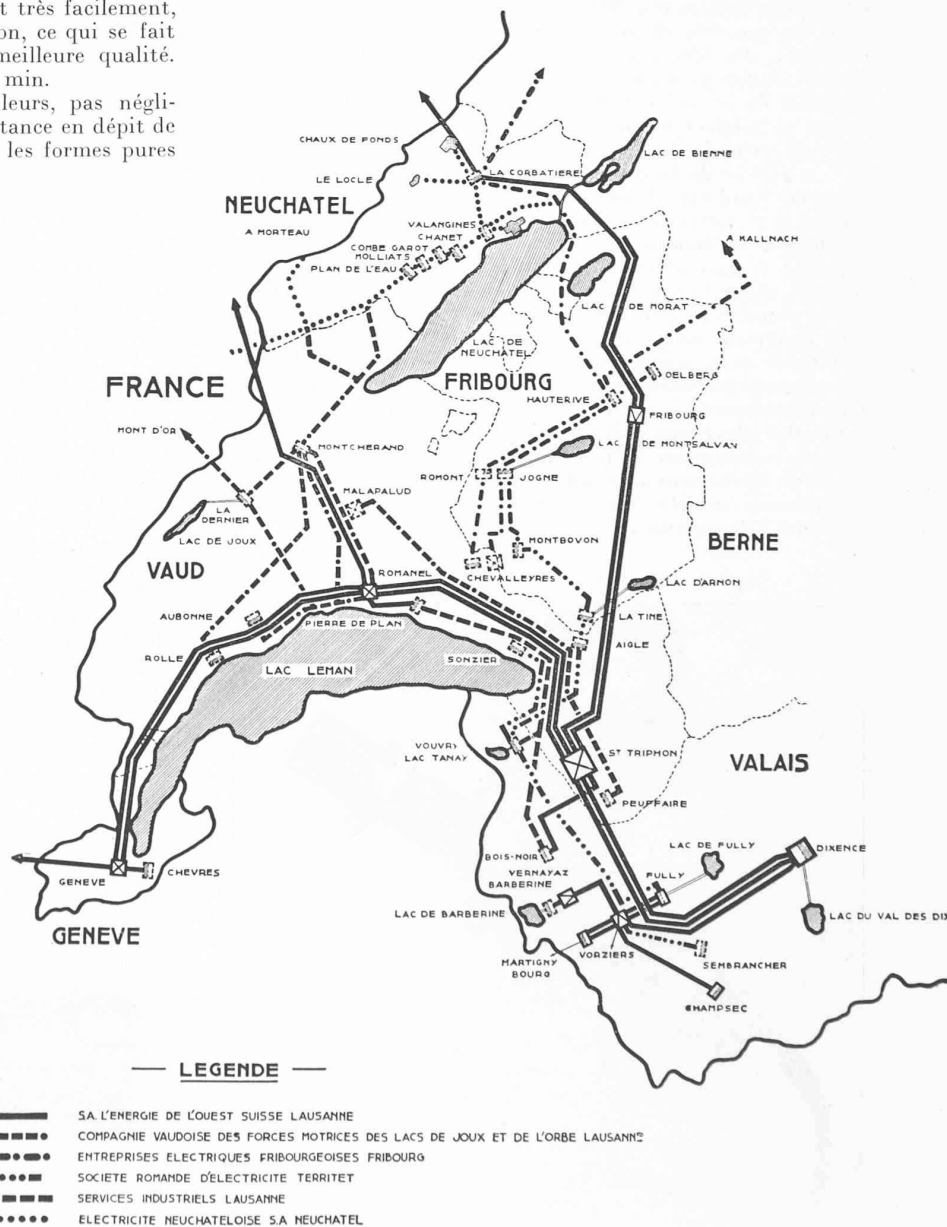 t très facilement,
on, ce qui se fait
meilleure qualité.
min.
leurs, pas négli-
tance en dépit de
les formes pures
CHAUX DE FONDS
LA CORBATIERE
LAC DE BIENNE
LE LOCLE
NEUCHATEL
A MORTEAU
VALANGINES
CHANET
COMBE GAROT
MOLLIATS
PLAN DE L'EAU
A KALLNACH
LAC DE MORAT
LAC DE
NEUCHATEL
FRANCE
FRIBOURG
OELBERG
HAUTERIVE
FRIBOURG
MONT D'OR
MONTCHERAND
LAC DE MONTSALVAN
ROMONT
JOGNE
MALAPALUD
LA
DERNIER
LAC DE JOUX
MONTBOVON
BERNE
VAUD
ROMANEL
CHEVALLEYRES
LAC D'ARNON
AUBONNE
PIERRE DE PLAN
LA TINE
AIGLE
ROLLE
LAC LEMAN
SONZIER
VOUVRY
LAC TANAY
ST TRIPHON
VALAIS
PEUFFAIRE
BOIS-NOIR
LAC DE FULLY
DIXENCE
GENEVE
CHEVRES
VERNAYAZ
BARBERINE
FULLY
LAC DE BARBERINE
LAC DU VAL DES DIX
GENEVE
MARTIGNY
BOURG
VORZIERS
SEMBRANCHER
CHAMPSEC
LEGENDE
S.A. L'ENERGIE DE L'OUEST SUISSE LAUSANNE
COMPAGNIE VAUDOISE DES FORCES MOTRICES DES LACS DE JOUX ET DE L'ORBE LAUSANNE
ENTREPRISES ELECTRIQUES FRIBOURGEOISES FRIBOURG
SOCIETE ROMANDE D'ELECTRICITE TERRITET
SERVICES INDUSTRIELS LAUSANNE
ELECTRICITE NEUCHATELOISE S.A NEUCHATEL